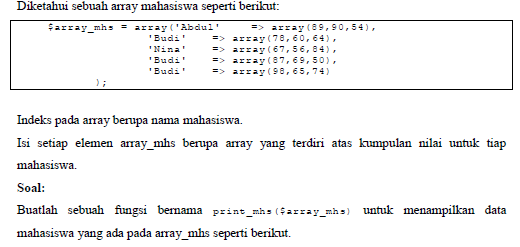 Diketahui sebuah array mahasiswa seperti berikut:
$array_mhs = array('Abdul' => array(89,90,54),
'Budi' => array(78,60,64),
'Nina' => array(67,56,84),
'Budi' => array(87,69,50),
'Budi' => array(98,65,74)
);
Indeks pada array berupa nama mahasiswa.
Isi setiap elemen array_mhs berupa array yang terdiri atas kumpulan nilai untuk tiap
mahasiswa.
Soal:
Buatlah sebuah fungsi bernama print_mhs($array_mhs) untuk menampilkan data
mahasiswa yang ada pada array_mhs seperti berikut.